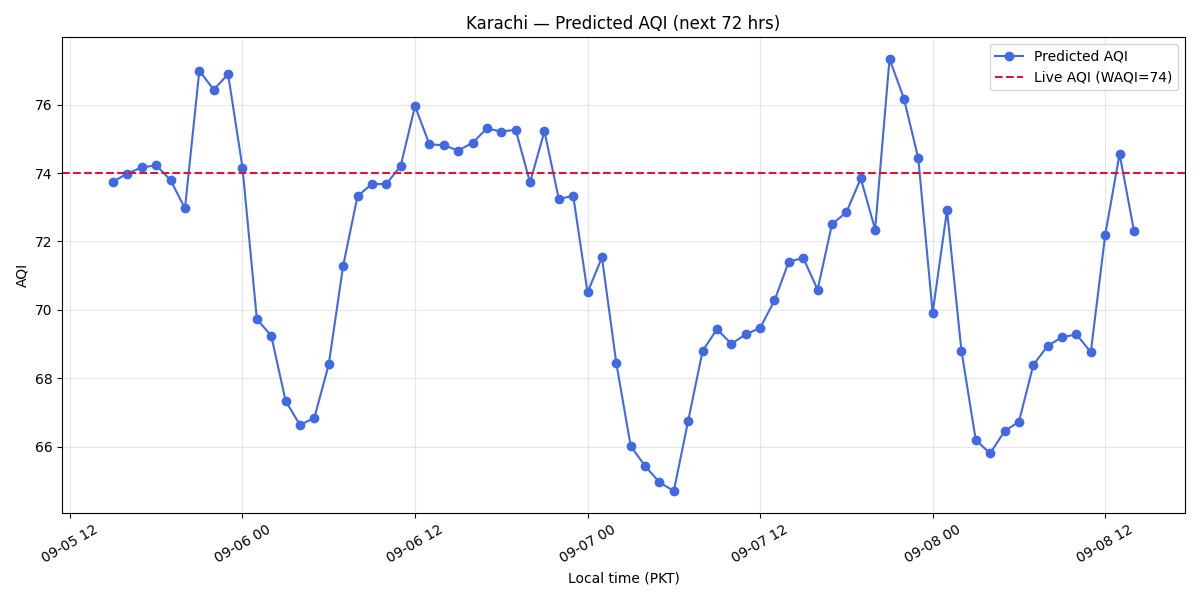 Karachi — Predicted AQI (next 72 hrs)
Predicted AQI
Live AQI (WAQI=74)
AQI
76
74
72
70
68
66
09-05 12
09-06 00
09-06 12
09-07 00
09-07 12
09-08 00
09-08 12
Local time (PKT)